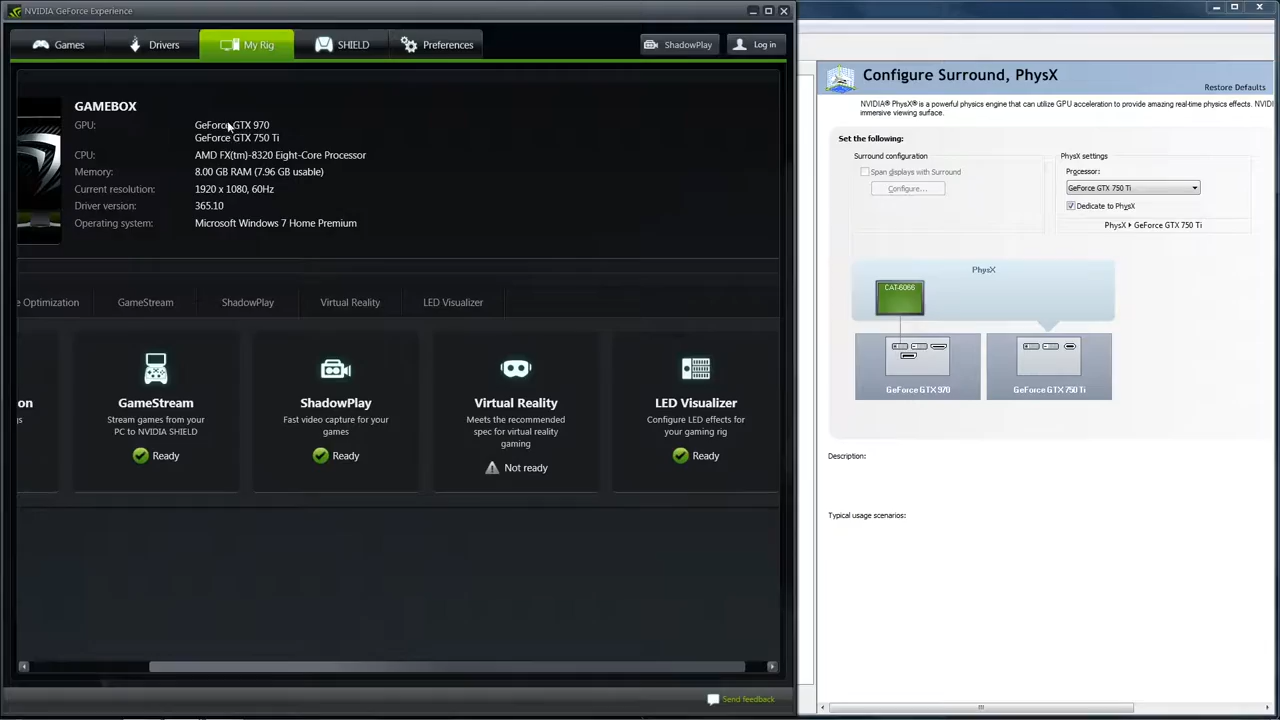 NVIDIA GeForce Experience
Games
Drivers
My Rig
SHIELD
Preferences
ShadowPlay
Log in
GAMEBOX
GPU: GeForce GTX 970
GeForce GTX 750 Ti
CPU: AMD FX(tm)-8320 Eight-Core Processor
Memory: 8.00 GB RAM (7.96 GB usable)
Current resolution: 1920 x 1080, 60Hz
Driver version: 365.10
Operating system: Microsoft Windows 7 Home Premium
e Optimization
GameStream
ShadowPlay
Virtual Reality
LED Visualizer
on
gs
GameStream
Stream games from your
PC to NVIDIA SHIELD
Ready
ShadowPlay
Fast video capture for your
games
Ready
Virtual Reality
Meets the recommended
spec for virtual reality
gaming
Not ready
LED Visualizer
Configure LED effects for
your gaming rig
Ready
Send feedback
Configure Surround, PhysX
Restore Defaults
NVIDIA® PhysX® is a powerful physics engine that can utilize GPU acceleration to provide amazing real-time physics effects. NVIDI
immersive viewing surface.
Set the following:
Surround configuration
Span displays with Surround
Configure...
PhysX settings
Processor:
GeForce GTX 750 Ti
Dedicate to PhysX
PhysX GeForce GTX 750 Ti
PhysX
CAT-6066
GeForce GTX 970
GeForce GTX 750 Ti
Description:
Typical usage scenarios: